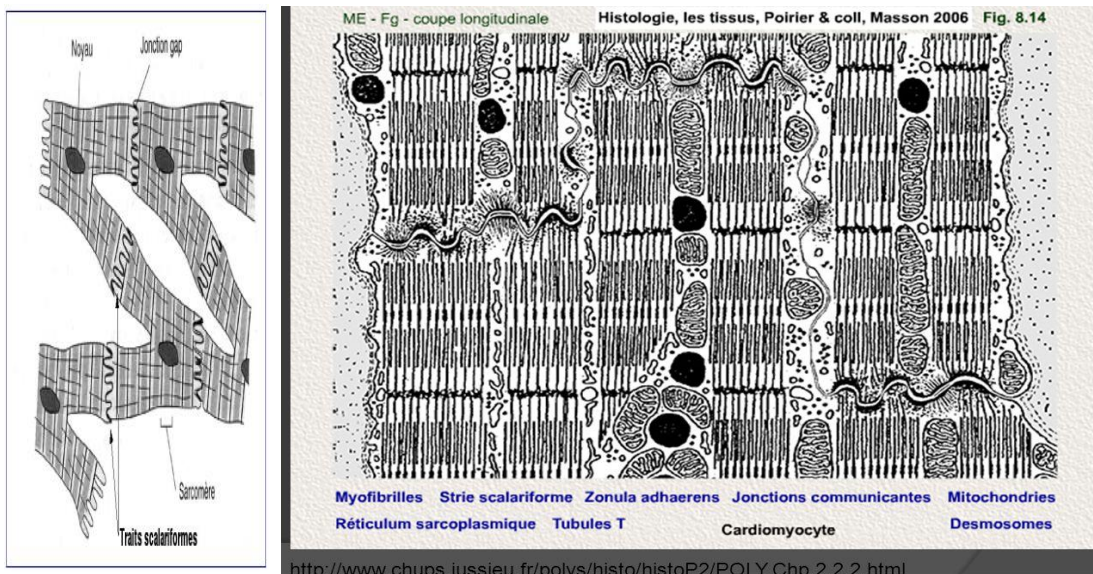 Noyau
Jonction gap
Sarcomère
Traits scalariformes
ME - Fg - coupe longitudinale
Histologie, les tissus, Poirier & coll, Masson 2006 Fig. 8.14
Myofibrilles Strie scalariforme Zonula adhaerens Jonctions communicantes Mitochondries
Réticulum sarcoplasmique Tubules T Cardiomyocyte Desmosomes
http://www.chups.jussieu.fr/polys/histo/histoP2/POLY.Chp.2.2.2.html